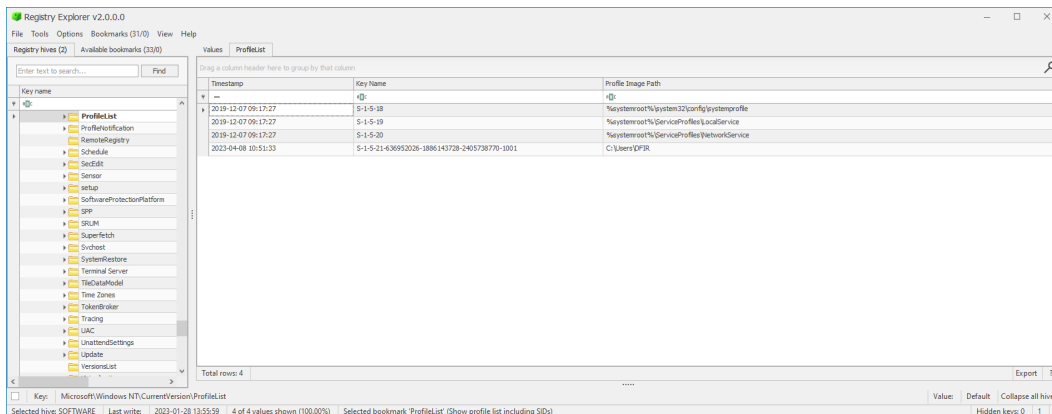 Registry Explorer v2.0.0.0
File Tools Options Bookmarks (31/0) View Help
Registry hives (2) Available bookmarks (33/0)
Values ProfileList
Enter text to search... Find
Drag a column header here to group by that column
Key name
Timestamp Key Name Profile Image Path
ProfileList
2019-12-07 09:17:27 S-1-5-18 %systemroot%\system32\config\systemprofile
ProfileNotification
2019-12-07 09:17:27 S-1-5-19 %systemroot%\ServiceProfiles\LocalService
RemoteRegistry
2019-12-07 09:17:27 S-1-5-20 %systemroot%\ServiceProfiles\NetworkService
Schedule
2023-04-08 10:51:33 S-1-5-21-636952026-1886143728-2405738770-1001 C:\Users\DFIR
SecEdit
Sensor
setup
SoftwareProtectionPlatform
SPP
SRUM
Superfetch
Svchost
SystemRestore
Terminal Server
TileDataModel
Time Zones
TokenBroker
Tracing
UAC
UnattendSettings
Update
VersionsList
Total rows: 4 Export ?
Key: Microsoft\Windows NT\CurrentVersion\ProfileList Value: Default Collapse all hive
Selected hive: SOFTWARE Last write: 2023-01-28 13:55:59 4 of 4 values shown (100.00%) Selected bookmark 'ProfileList' (Show profile list including SIDs) Hidden keys: 0 1